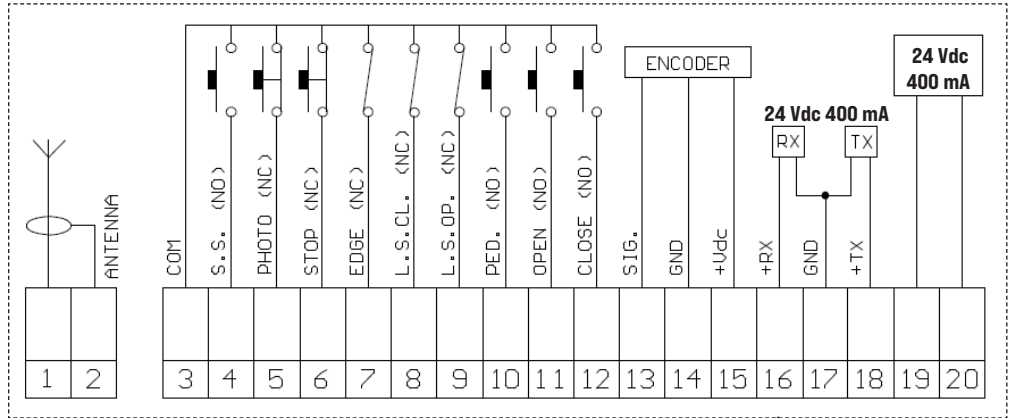 24 Vdc
400 mA
ENCODER
24 Vdc 400 mA
RX
TX
ANTENNA
COM
S.S. (NO)
PHOTO (NC)
STOP (NC)
EDGE (NC)
L.S.CL. (NC)
L.S.OP. (NC)
PED. (NO)
OPEN (NO)
CLOSE (NO)
SIG.
GND
+Vdc
+RX
GND
+TX
1 2 3 4 5 6 7 8 9 10 11 12 13 14 15 16 17 18 19 20